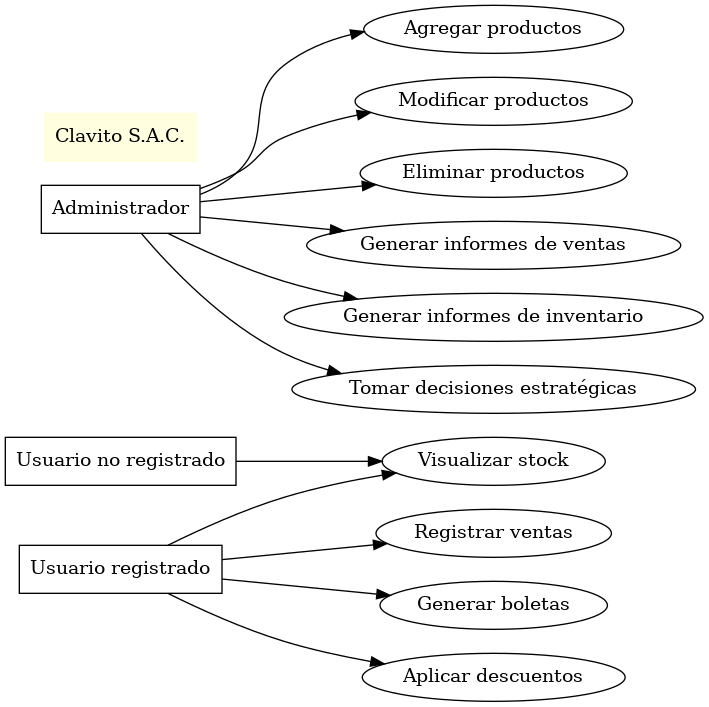 Agregar productos
Modificar productos
Clavito S.A.C.
Eliminar productos
Administrador
Generar informes de ventas
Generar informes de inventario
Tomar decisiones estratégicas
Usuario no registrado
Visualizar stock
Registrar ventas
Usuario registrado
Generar boletas
Aplicar descuentos